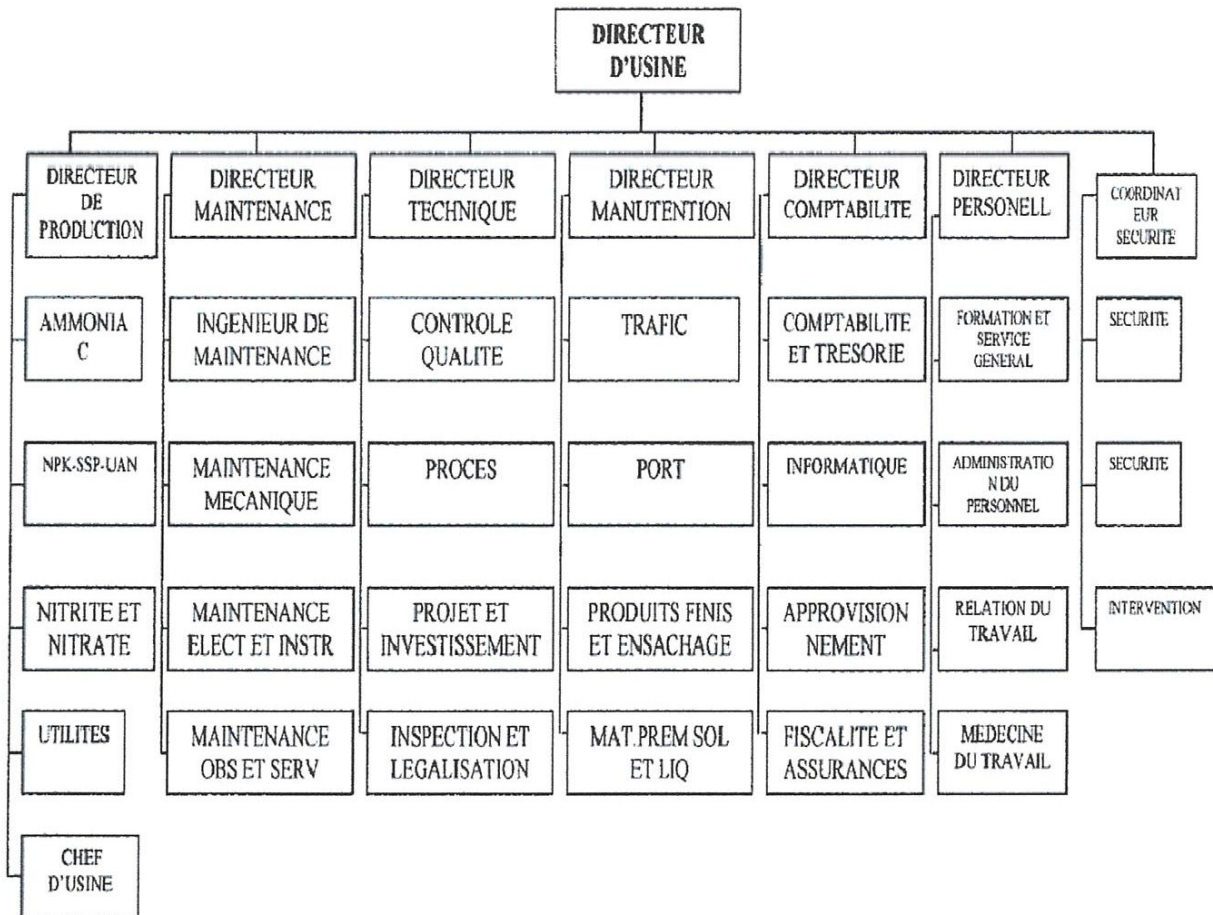 DIRECTEUR
D'USINE
DIRECTEUR
DE
PRODUCTION
DIRECTEUR
MAINTENANCE
DIRECTEUR
TECHNIQUE
DIRECTEUR
MANUTENTION
DIRECTEUR
COMPTABILITE
DIRECTEUR
PERSONELL
COORDINAT
EUR
SECURITE
AMMONIA
C
INGENIEUR DE
MAINTENANCE
CONTROLE
QUALITE
TRAFIC
COMPTABILITE
ET TRESORIE
FORMATION ET
SERVICE
GENERAL
SECURITE
NPK-SSP-UAN
MAINTENANCE
MECANIQUE
PROCES
PORT
INFORMATIQUE
ADMINISTRATIO
N DU
PERSONNEL
SECURITE
NITRITE ET
NITRATE
MAINTENANCE
ELECT ET INSTR
PROJET ET
INVESTISSEMENT
PRODUITS FINIS
ET ENSACHAGE
APPROVISION
NEMENT
RELATION DU
TRAVAIL
INTERVENTION
UTILITES
MAINTENANCE
OBS ET SERV
INSPECTION ET
LEGALISATION
MAT.PREM SOL
ET LIQ
FISCALITE ET
ASSURANCES
MEDECINE
DU TRAVAIL
CHEF
D'USINE